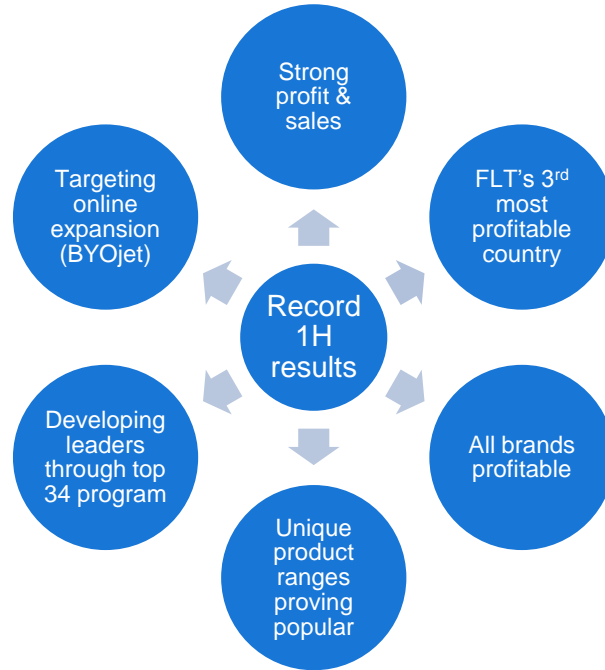 Strong
profit &
sales
Targeting
online
expansion
(BYOjet)
FLT's 3rd
most
profitable
country
Record
1H
results
Developing
leaders
through top
34 program
All brands
profitable
Unique
product
ranges
proving
popular